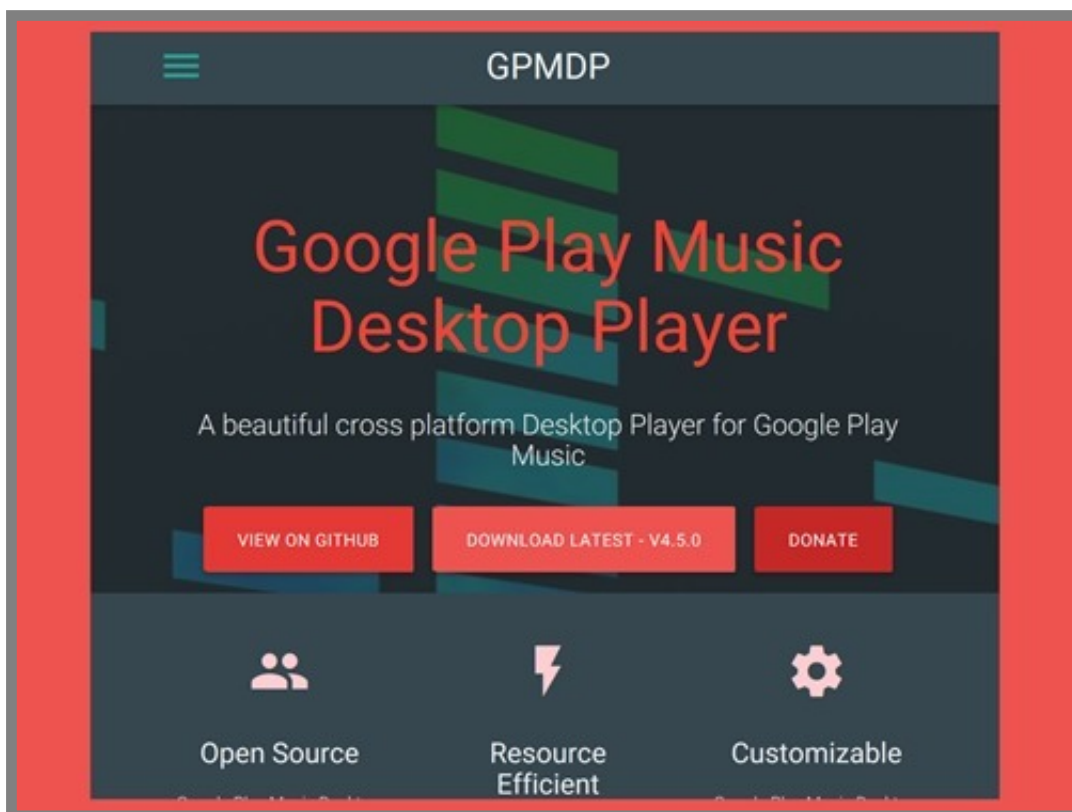 GPMDP
Google Play Music
Desktop Player
A beautiful cross platform Desktop Player for Google Play
Music
VIEW ON GITHUB
DOWNLOAD LATEST - V4.5.0
DONATE
Open Source
Resource
Efficient
Customizable